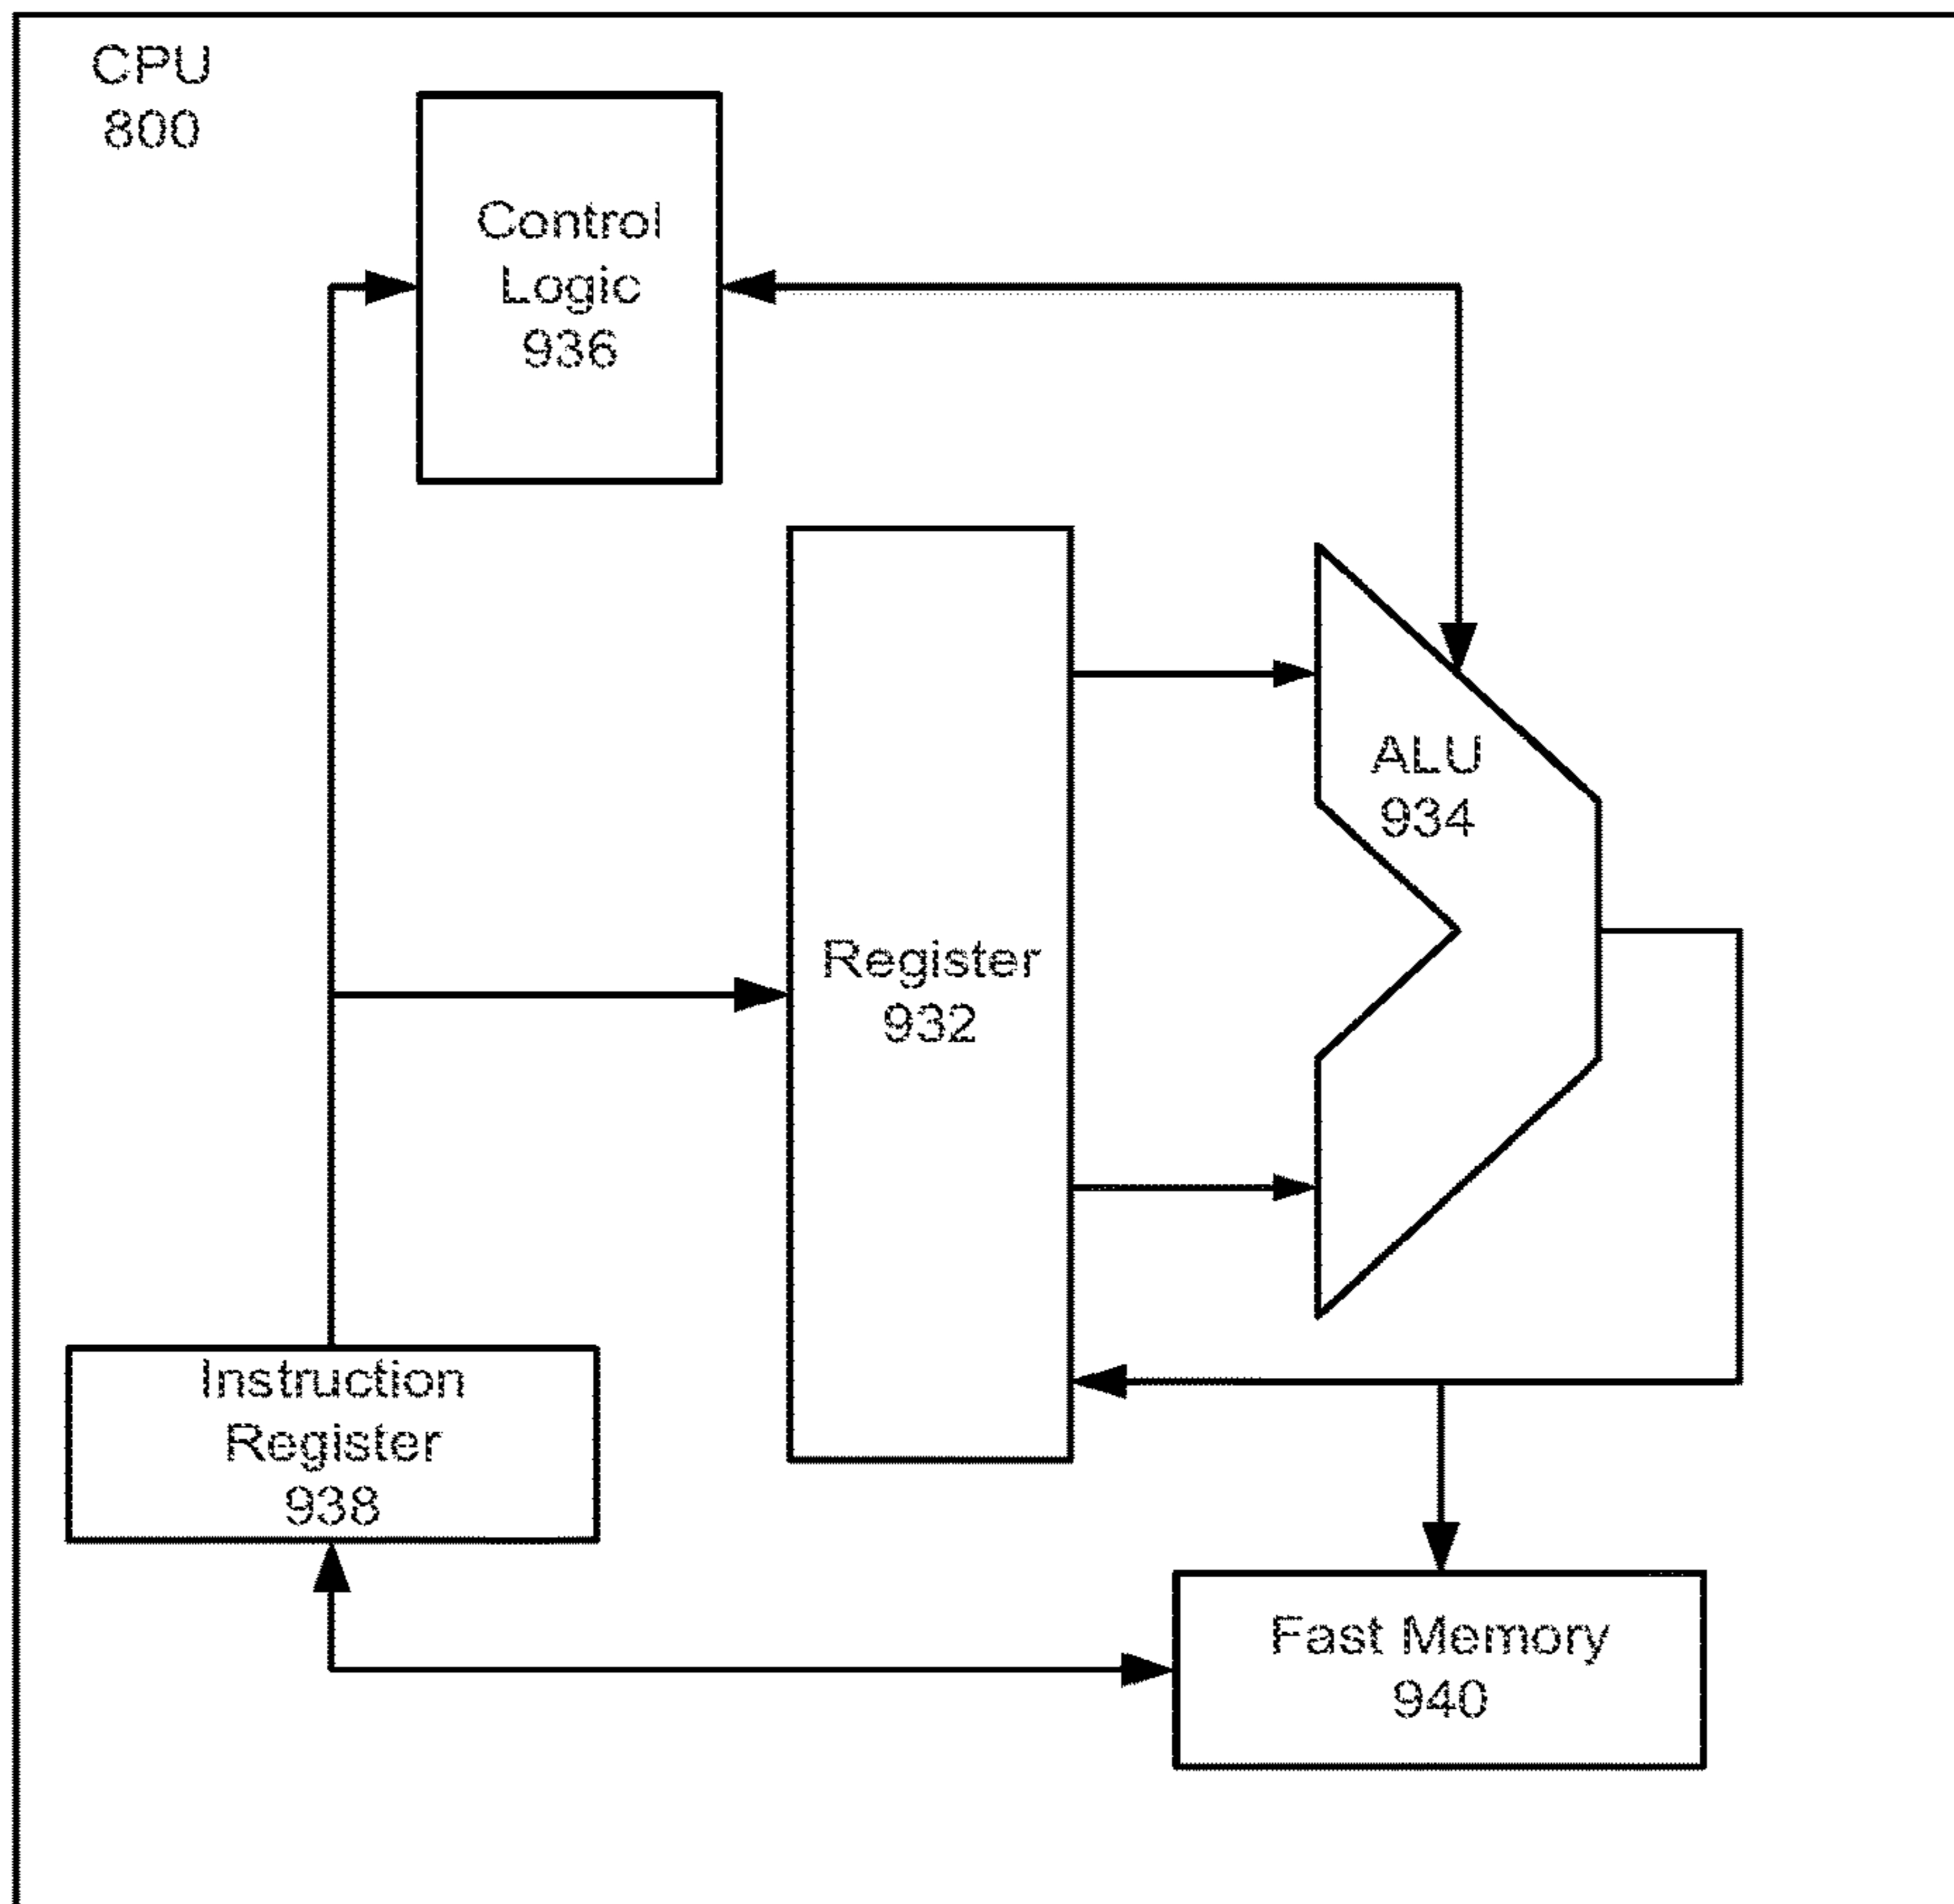 CPU
800
Control
Logic
936
ALU
934
Register
932
Instruction
Register
938
Fast Memory
940